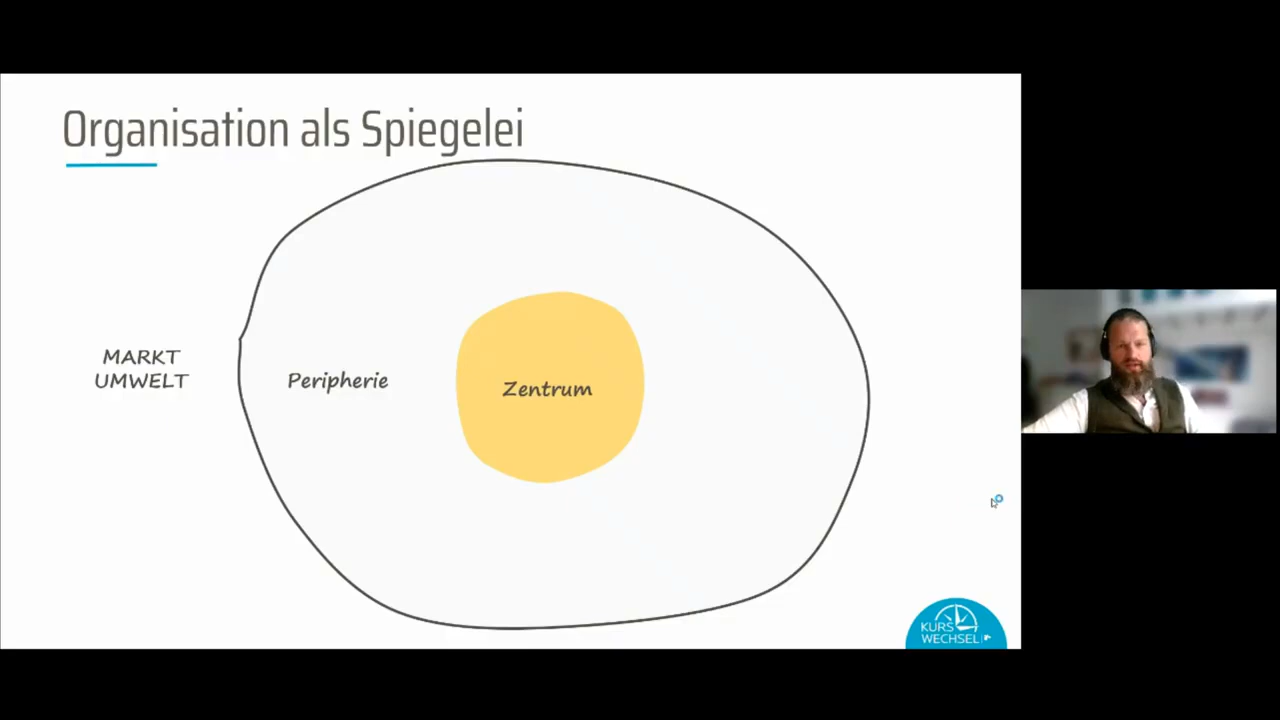 Organisation als Spiegelei
MARKT
UMWELT
Peripherie
Zentrum
KURS
WECHSEL